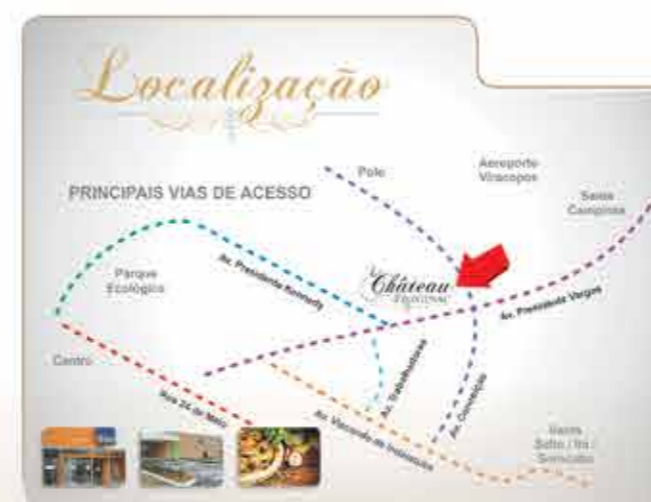 Localização
Polo
Aeroporto
Viracopos
Saída
Campinas
PRINCIPAIS VIAS DE ACESSO
Av. Presidente Kennedy
Parque
Ecológico
Château
Av. Presidente Vargas
Centro
Av. Trabalhadores
Av. Conceição
Rua 24 de Maio
Av. Visconde de Indaiatuba
Salto / Itu /
Sorocaba